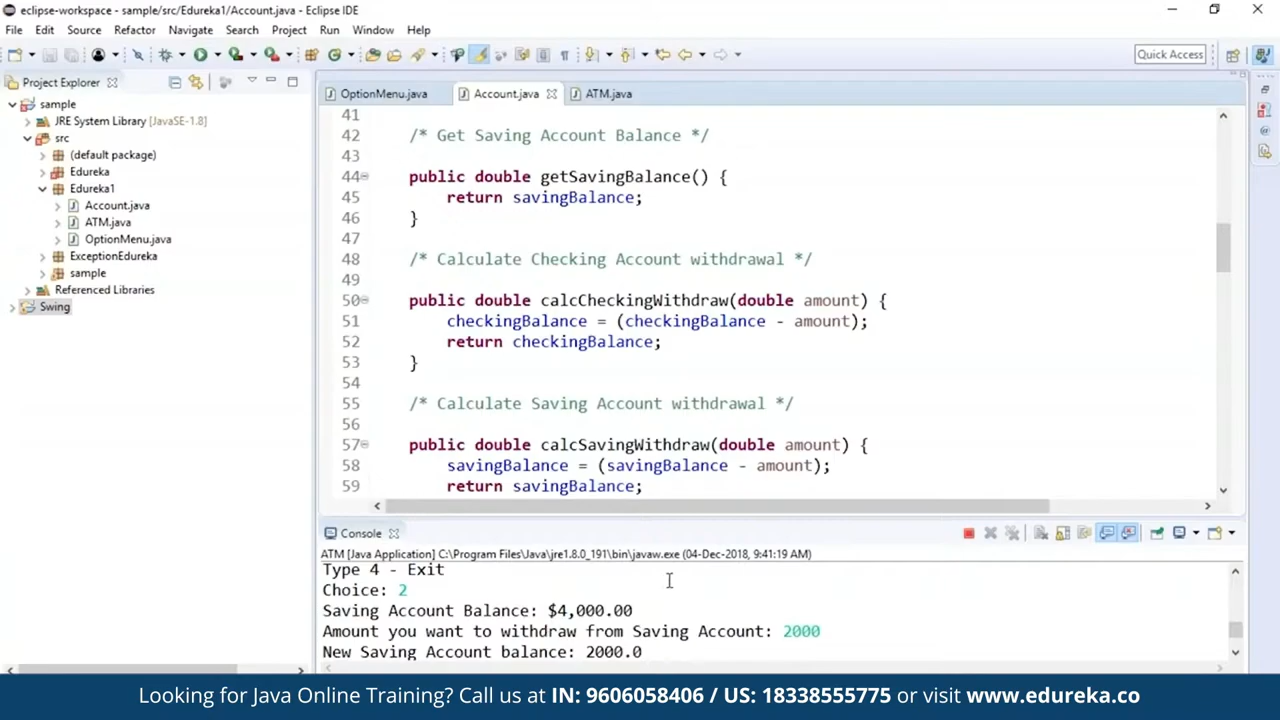 eclipse-workspace - sample/src/Edureka1/Account.java - Eclipse IDE
File Edit Source Refactor Navigate Search Project Run Window Help
Quick Access
Project Explorer
sample
JRE System Library [JavaSE-1.8]
src
(default package)
Edureka
Edureka1
Account.java
ATM.java
OptionMenu.java
ExceptionEdureka
sample
Referenced Libraries
Swing
OptionMenu.java Account.java ATM.java
41
42 /* Get Saving Account Balance */
43
44 public double getSavingBalance() {
45 return savingBalance;
46 }
47
48 /* Calculate Checking Account withdrawal */
49
50 public double calcCheckingWithdraw(double amount) {
51 checkingBalance = (checkingBalance - amount);
52 return checkingBalance;
53 }
54
55 /* Calculate Saving Account withdrawal */
56
57 public double calcSavingWithdraw(double amount) {
58 savingBalance = (savingBalance - amount);
59 return savingBalance;
Console
ATM [Java Application] C:\Program Files\Java\jre1.8.0_191\bin\javaw.exe (04-Dec-2018, 9:41:19 AM)
Type 4 - Exit
Choice: 2
Saving Account Balance: $4,000.00
Amount you want to withdraw from Saving Account: 2000
New Saving Account balance: 2000.0
Looking for Java Online Training? Call us at IN: 9606058406 / US: 18338555775 or visit www.edureka.co